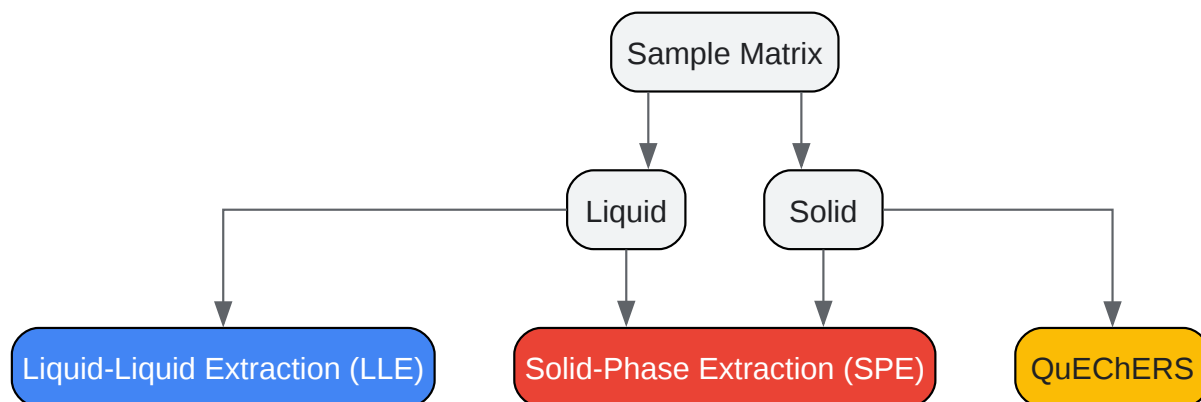 Sample Matrix
Liquid
Solid
Liquid-Liquid Extraction (LLE)
Solid-Phase Extraction (SPE)
QuEChERS